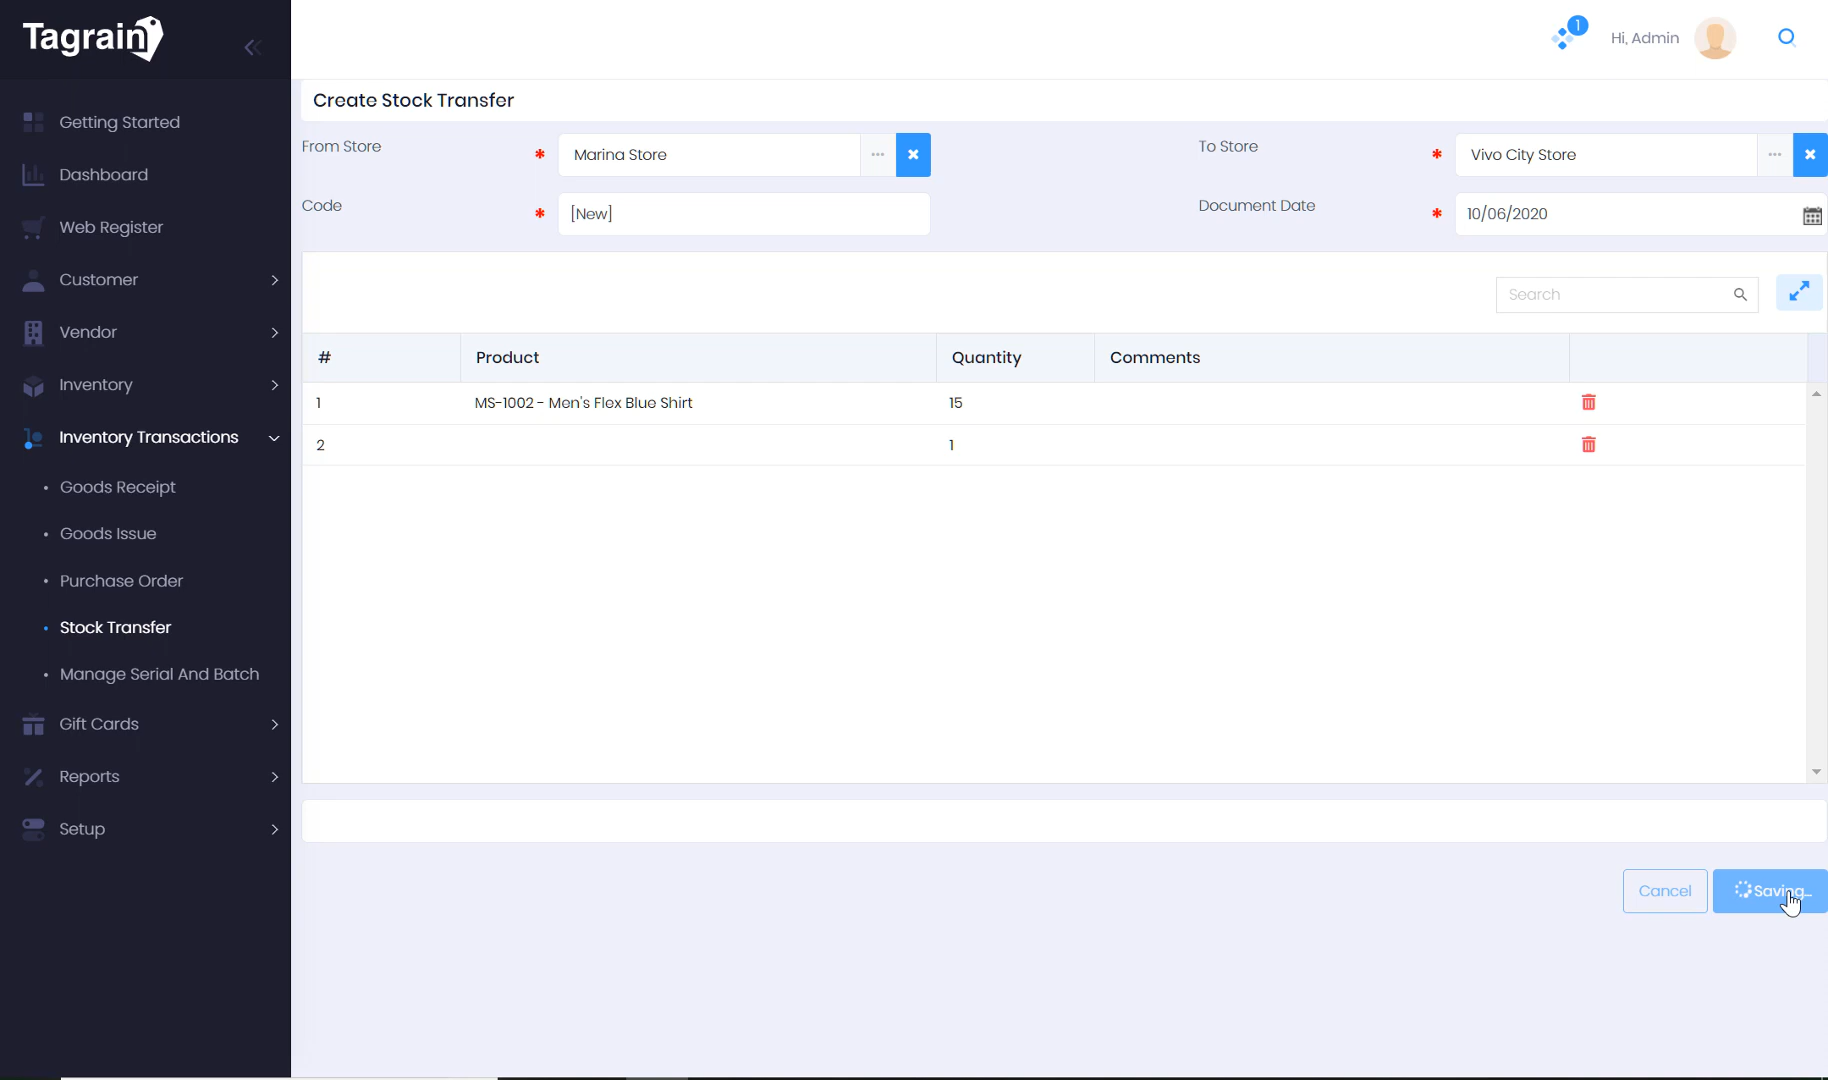 Tagrain
1
Hi, Admin
Getting Started
Dashboard
Web Register
Customer
Vendor
Inventory
Inventory Transactions
Goods Receipt
Goods Issue
Purchase Order
Stock Transfer
Manage Serial And Batch
Gift Cards
Reports
Setup
Create Stock Transfer
From Store * Marina Store ...
To Store * Vivo City Store ...
Code * [New]
Document Date * 10/06/2020
Search
# Product Quantity Comments
1 MS-1002 - Men's Flex Blue Shirt 15
2 1
Cancel
Saving...